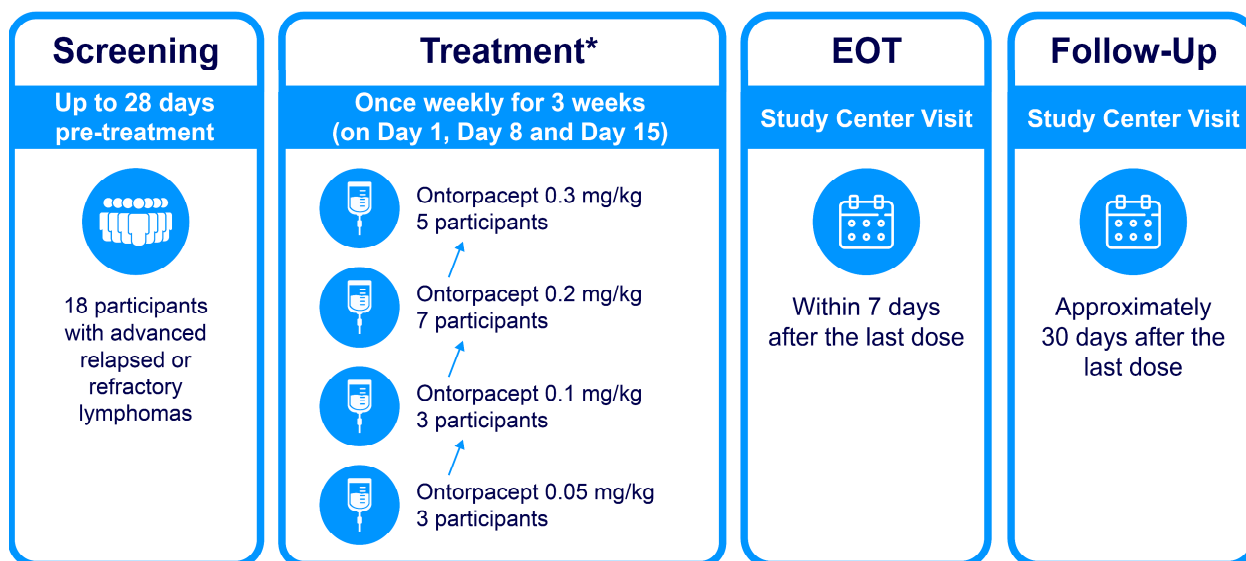 Screening
Up to 28 days
pre-treatment
18 participants
with advanced
relapsed or
refractory
lymphomas
Treatment*
Once weekly for 3 weeks
(on Day 1, Day 8 and Day 15)
Ontorpacept 0.3 mg/kg
5 participants
Ontorpacept 0.2 mg/kg
7 participants
Ontorpacept 0.1 mg/kg
3 participants
Ontorpacept 0.05 mg/kg
3 participants
EOT
Study Center Visit
Within 7 days
after the last dose
Follow-Up
Study Center Visit
Approximately
30 days after the
last dose